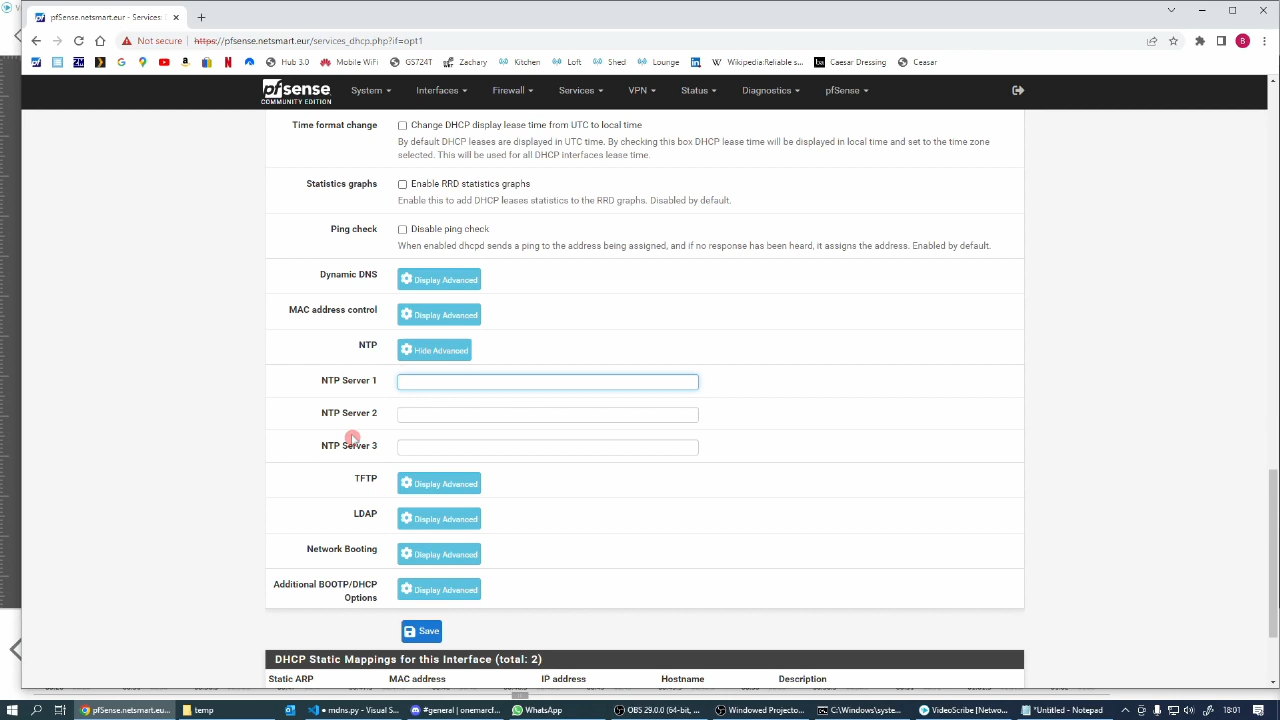 pfSense.netsmart.eur - Services:
Not secure
https://pfsense.netsmart.eur/services_dhcp.php?if=opt1
B
Hub 3.0
Mobile WiFi
GS724T
Zachary
Loft
Lounge
Wikipedia:Reliable s...
Caesar
pfsense
COMMUNITY EDITION
System
Interfaces
Firewall
Services
VPN
Status
Diagnostics
pfSense
Time format change
Change DHCP display lease time from UTC to local time
By default DHCP leases are displayed in UTC time. By checking this box DHCP lease time will be displayed in local time and set to the time zone
selected. This will be used for all DHCP interfaces lease time.
Statistics graphs
Enable RRD statistics graphs
Enable this to add DHCP leases statistics to the RRD graphs. Disabled by default.
Ping check
Disable ping check
When enabled dhcpd sends a ping to the address being assigned, and if no response has been heard, it assigns the address. Enabled by default.
Dynamic DNS
Display Advanced
MAC address control
Display Advanced
NTP
Hide Advanced
NTP Server 1
NTP Server 2
NTP Server 3
TFTP
Display Advanced
LDAP
Display Advanced
Network Booting
Display Advanced
Additional BOOTP/DHCP
Options
Display Advanced
Save
DHCP Static Mappings for this Interface (total: 2)
Static ARP
MAC address
IP address
Hostname
Description
pfSense.netsmart.eu...
temp
mdns.py - Visual S...
#general | onemarcf...
WhatsApp
OBS 29.0.0 (64-bit, ...
Windowed Projecto...
C:\Windows\system...
VideoScribe [Netwo...
*Untitled - Notepad
18:01